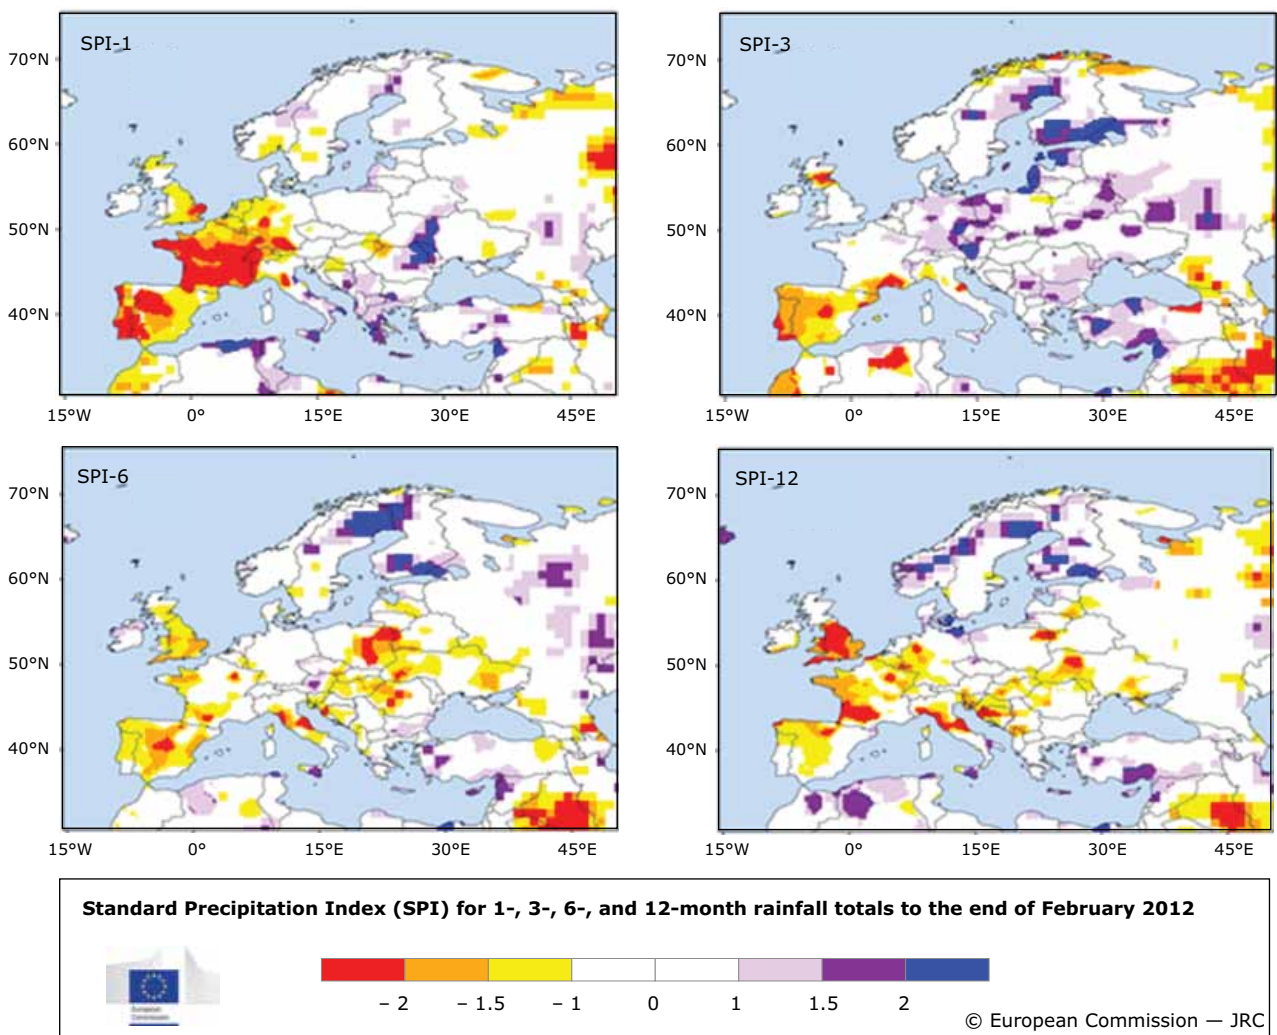 SPI-1
SPI-3
70°N
70°N
60°N
60°N
50°N
50°N
40°N
40°N
15°W 0° 15°E 30°E 45°E
15°W 0° 15°E 30°E 45°E
SPI-6
SPI-12
70°N
70°N
60°N
60°N
50°N
50°N
40°N
40°N
15°W 0° 15°E 30°E 45°E
15°W 0° 15°E 30°E 45°E
Standard Precipitation Index (SPI) for 1-, 3-, 6-, and 12-month rainfall totals to the end of February 2012
European
Commission
– 2 – 1.5 – 1 0 1 1.5 2
© European Commission — JRC